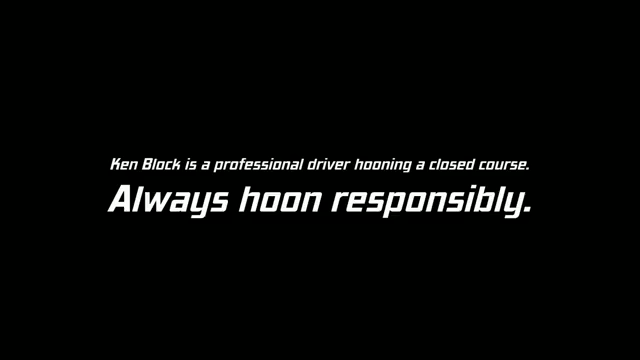 Ken Block is a professional driver hooning a closed course.
Always hoon responsibly.